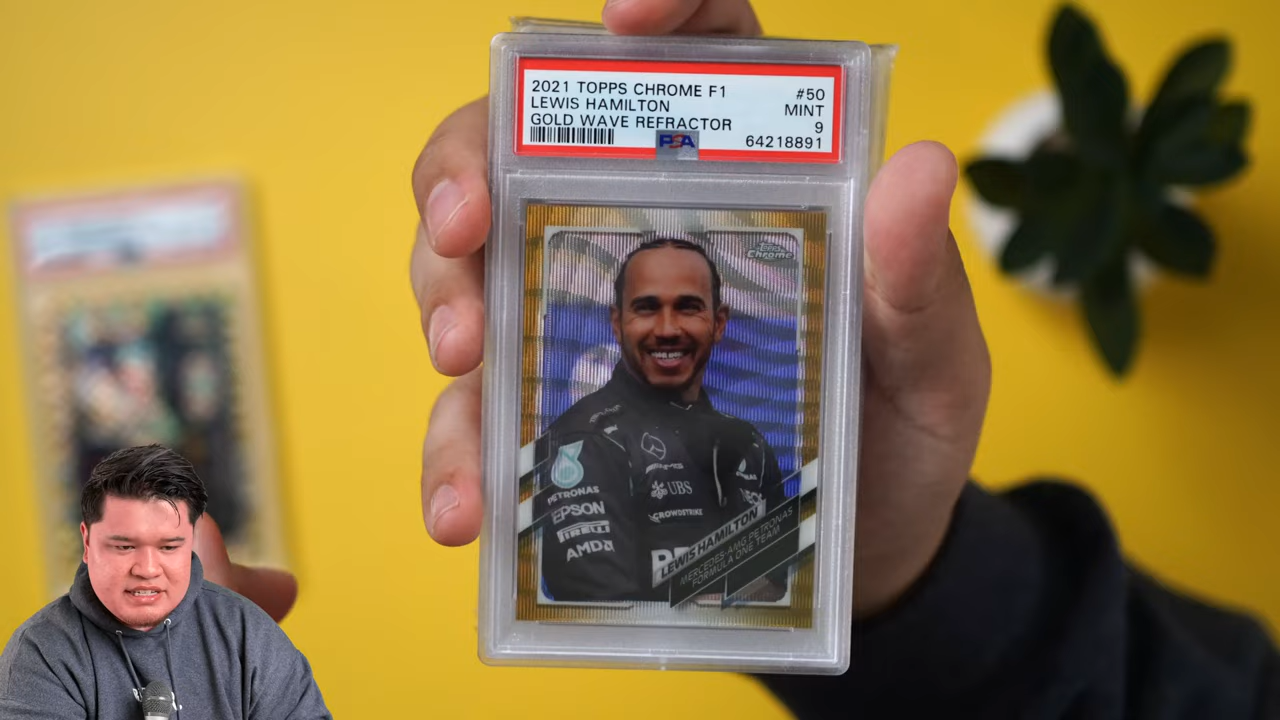 2021 TOPPS CHROME F1 #50
LEWIS HAMILTON MINT
GOLD WAVE REFRACTOR 9
PSA 64218891
Topps
Chrome
PETRONAS
EPSON
PIRELLI
AMD
AMG
UBS
CROWDSTRIKE
LEWIS HAMILTON
MERCEDES-AMG PETRONAS
FORMULA ONE TEAM